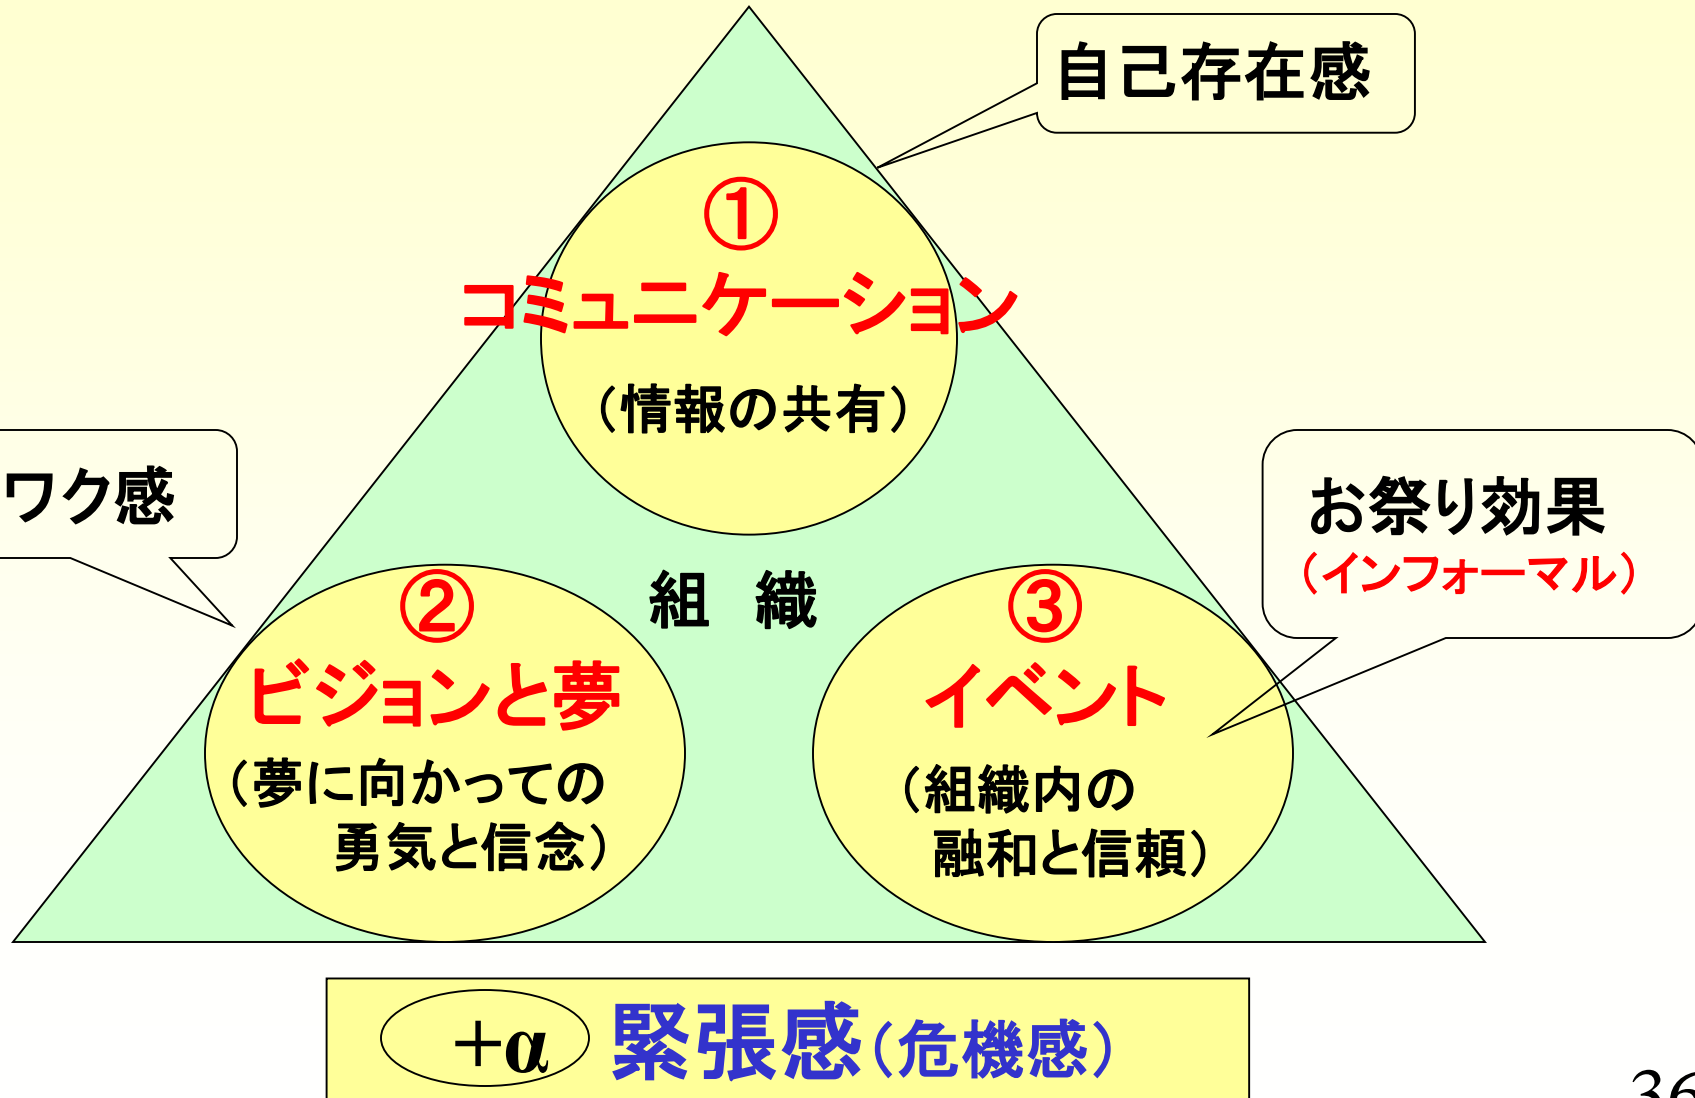 自己存在感
①
コミュニケーション
（情報の共有）
ワク感
お祭り効果
（インフォーマル）
組　織
②
ビジョンと夢
（夢に向かっての
勇気と信念）
③
イベント
（組織内の
融和と信頼）
+α 緊張感（危機感）
36